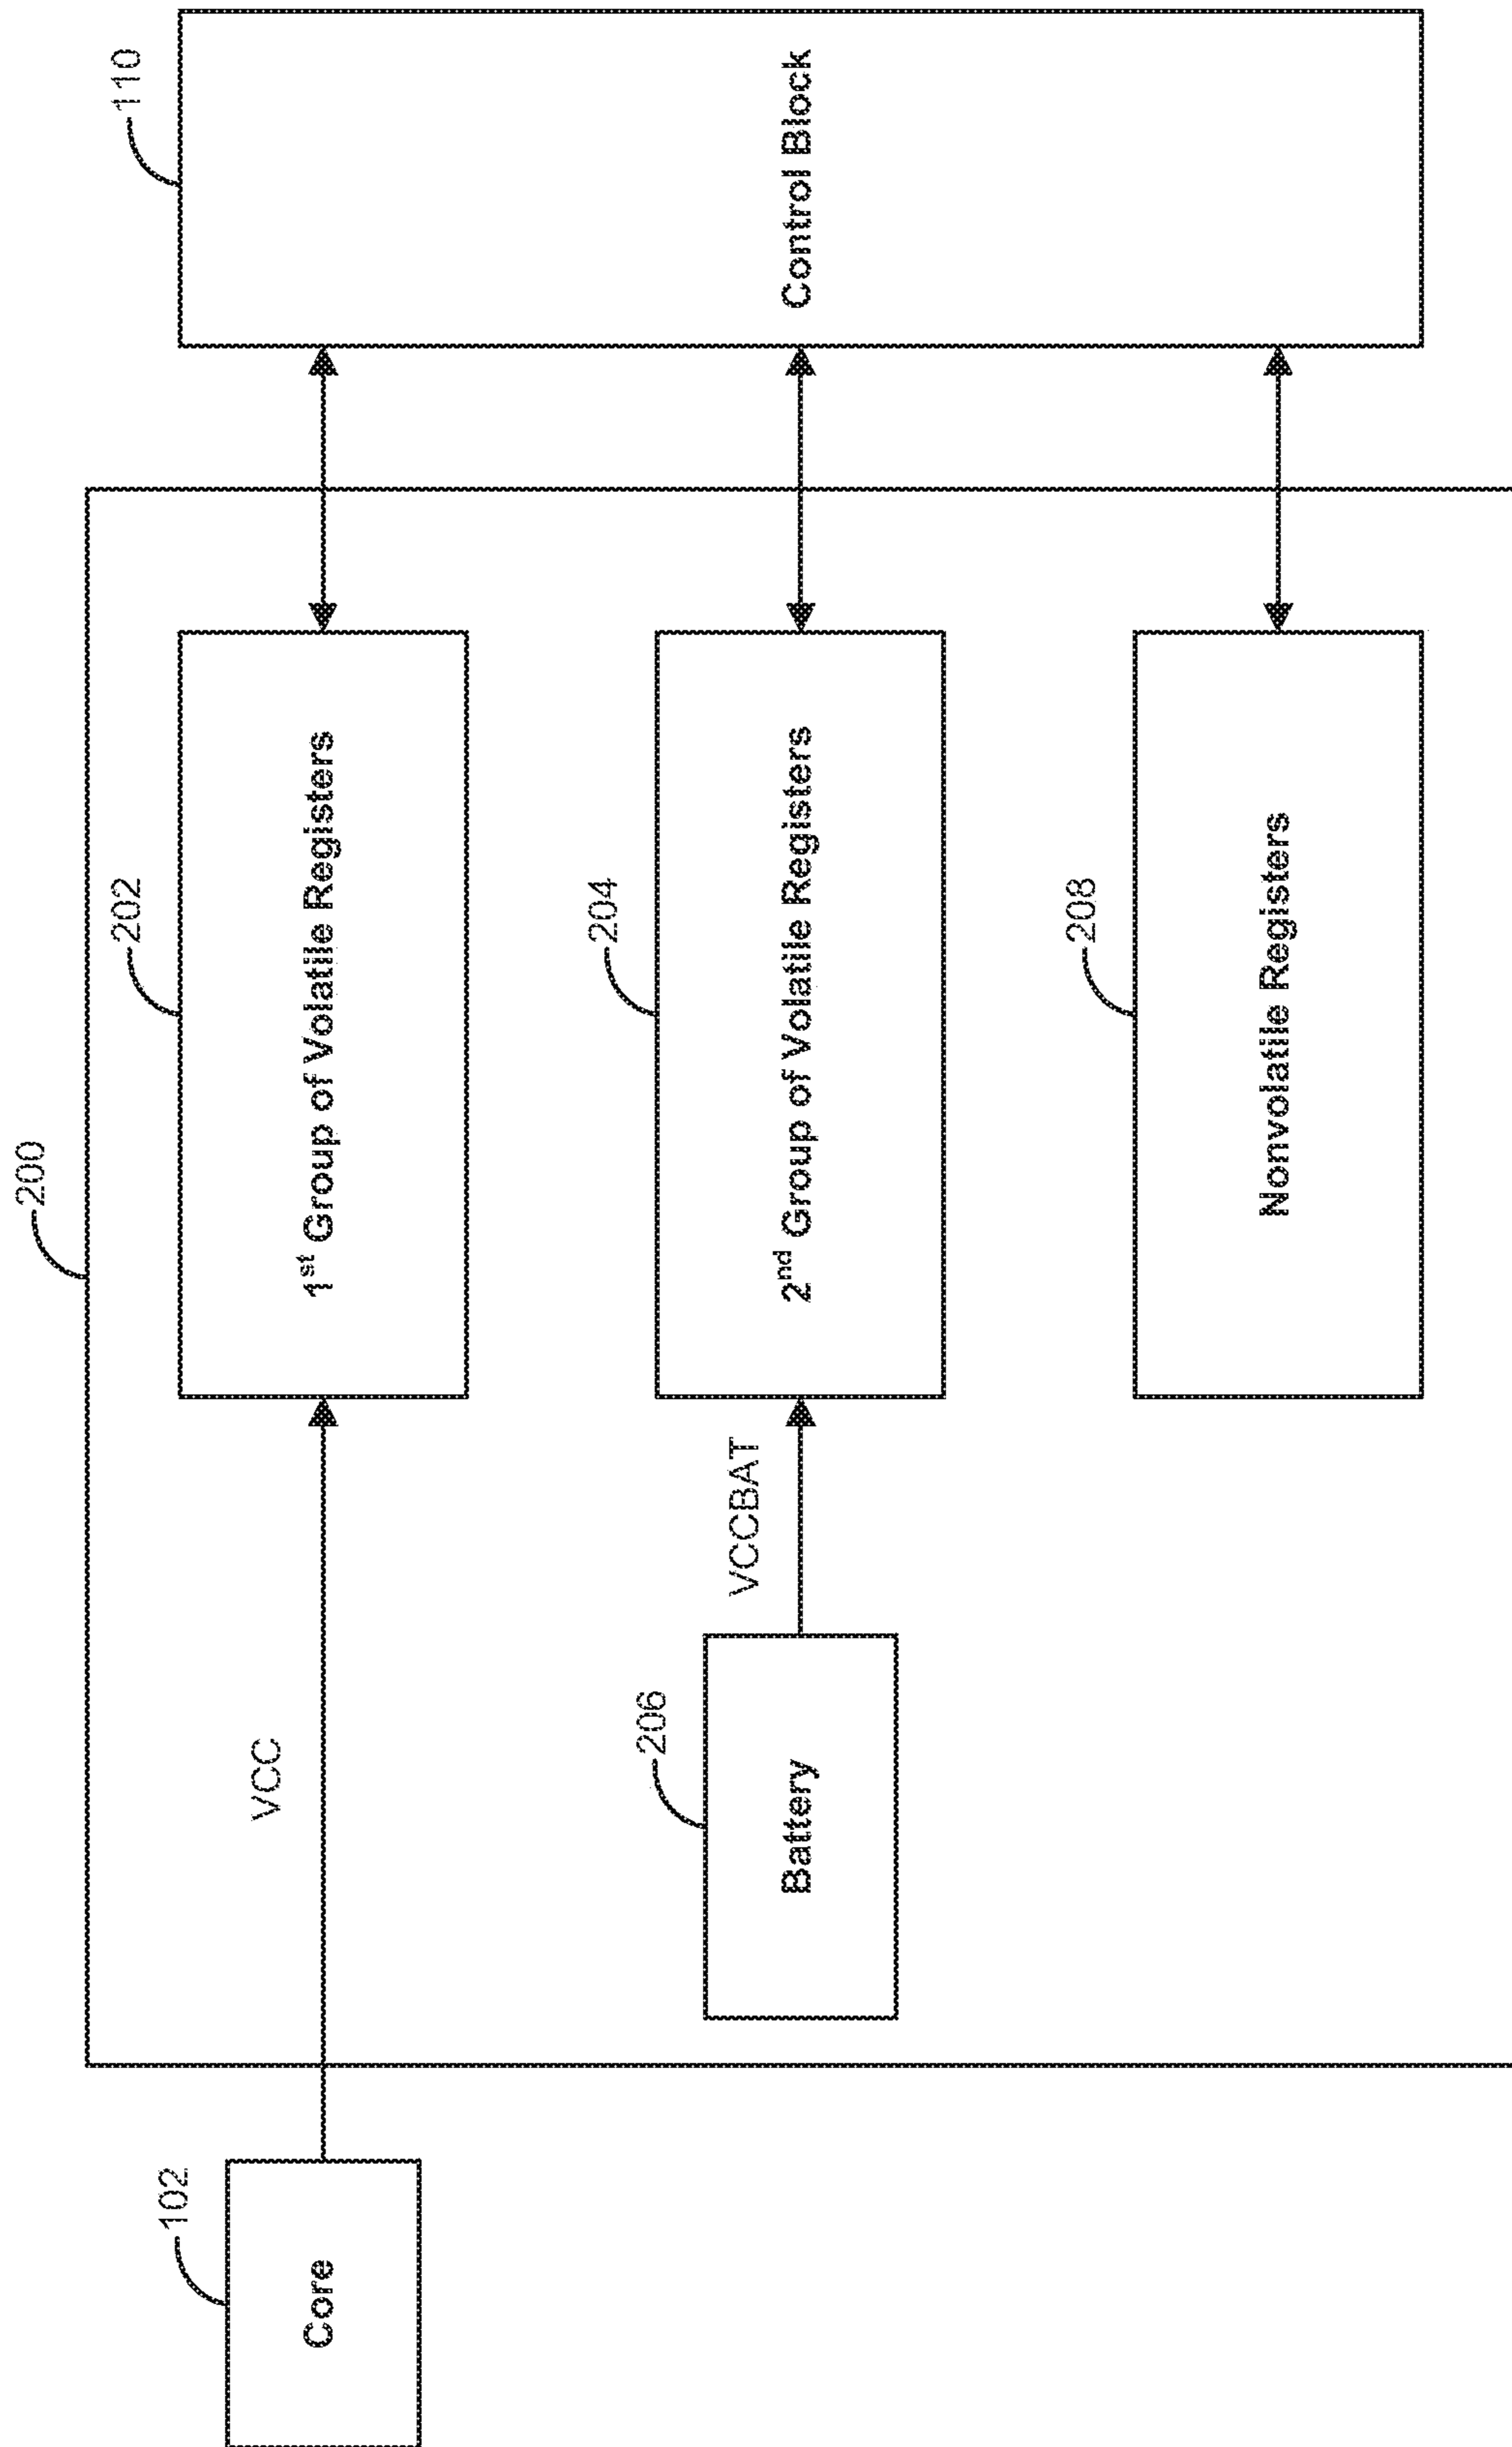 200
102
Core
VCC
202
1st Group of Volatile Registers
110
Control Block
206
Battery
VCCBAT
204
2nd Group of Volatile Registers
208
Nonvolatile Registers